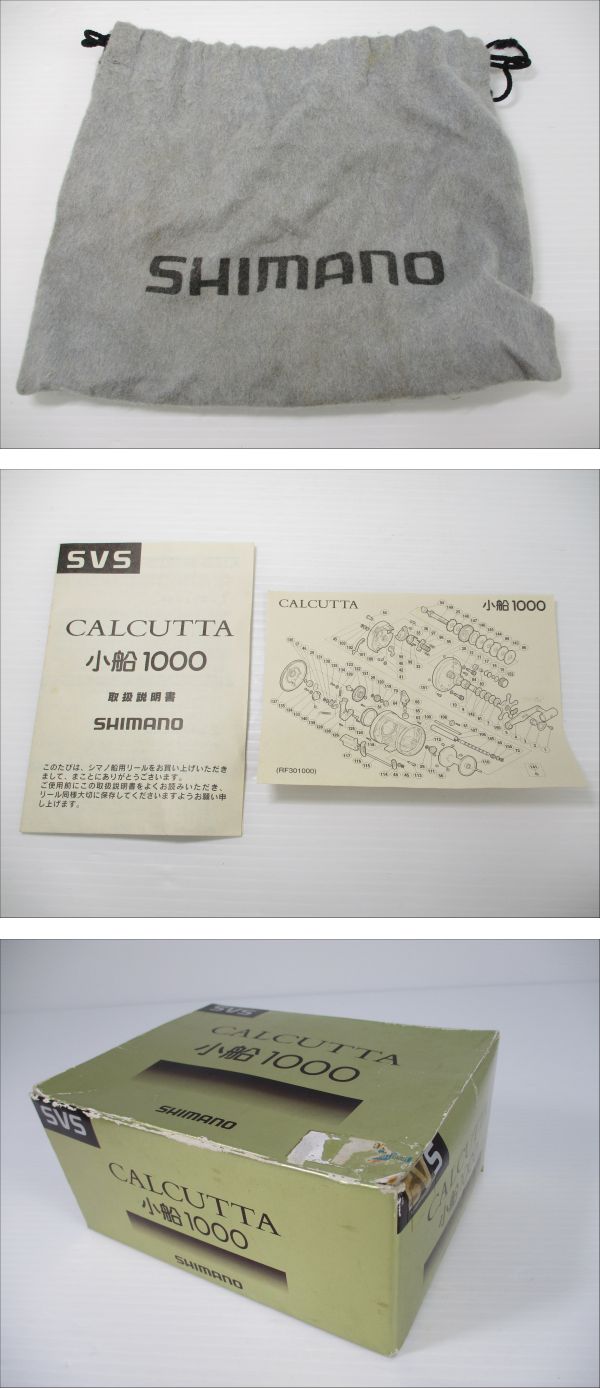 SHIMANO
SVS
CALCUTTA
小船1000
取扱説明書
SHIMANO
このたびは、シマノ船用リールをお買い上げいただき
まして、まことにありがとうございます。
ご使用前にこの取扱説明書をよくお読みいただき、
リール同様大切に保存してくださいますようお願い申
し上げます。
CALCUTTA
小船1000
(RF301000)
SVS
CALCUTTA
小船1000
SHIMANO
SVS
CALCUTTA
小船1000
SHIMANO